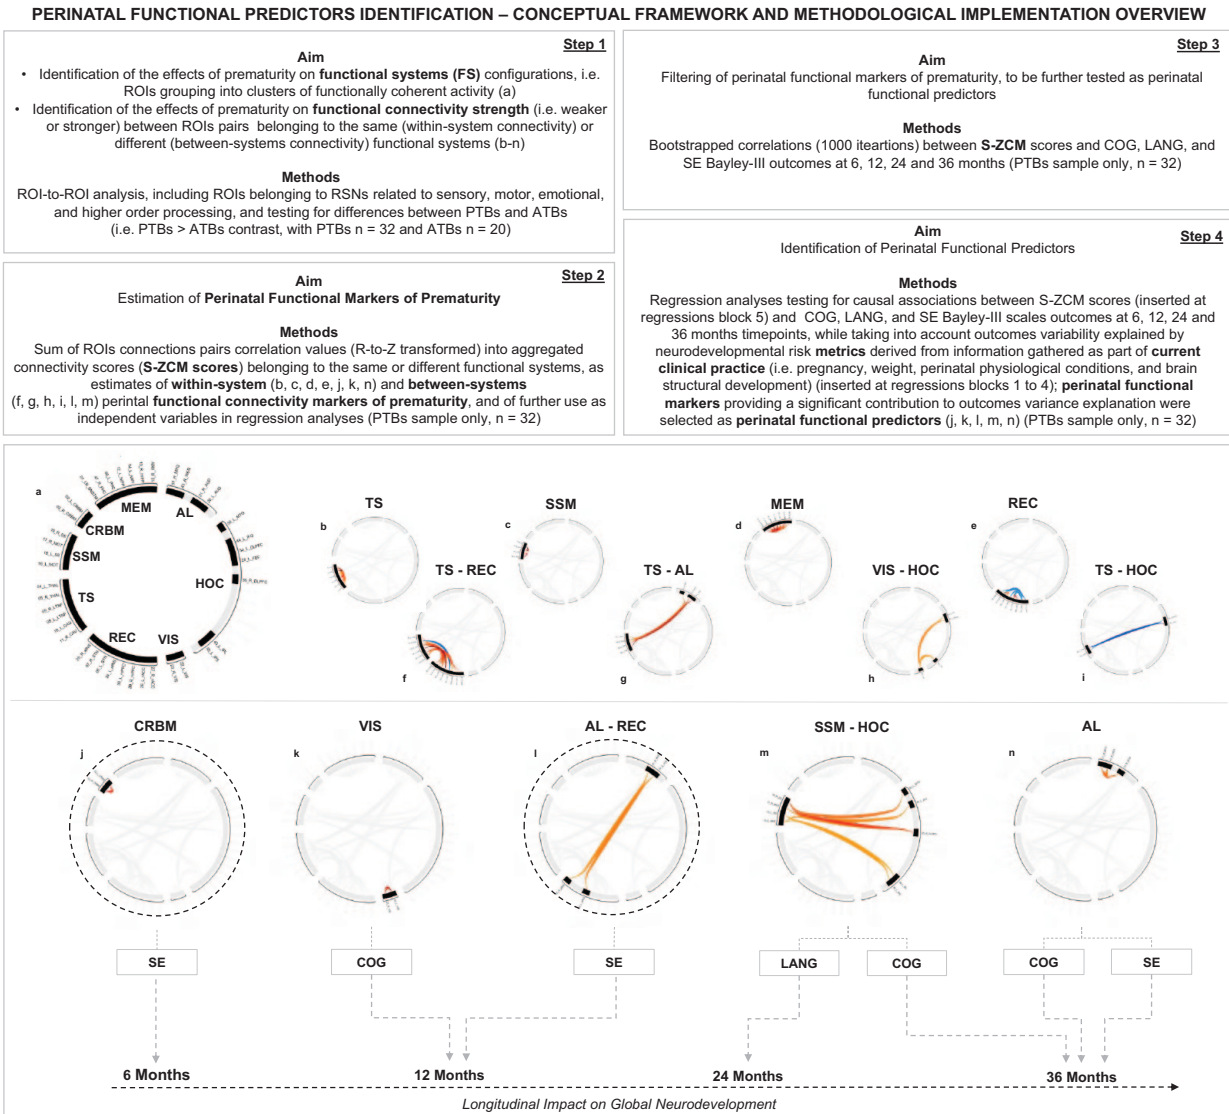 PERINATAL FUNCTIONAL PREDICTORS IDENTIFICATION – CONCEPTUAL FRAMEWORK AND METHODOLOGICAL IMPLEMENTATION OVERVIEW
Step 1
Aim
• Identification of the effects of prematurity on functional systems (FS) configurations, i.e.
ROIs grouping into clusters of functionally coherent activity (a)
• Identification of the effects of prematurity on functional connectivity strength (i.e. weaker
or stronger) between ROIs pairs belonging to the same (within-system connectivity) or
different (between-systems connectivity) functional systems (b-n)
Methods
ROI-to-ROI analysis, including ROIs belonging to RSNs related to sensory, motor, emotional,
and higher order processing, and testing for differences between PTBs and ATBs
(i.e. PTBs > ATBs contrast, with PTBs n = 32 and ATBs n = 20)
Step 2
Aim
Estimation of Perinatal Functional Markers of Prematurity
Methods
Sum of ROIs connections pairs correlation values (R-to-Z transformed) into aggregated
connectivity scores (S-ZCM scores) belonging to the same or different functional systems, as
estimates of within-system (b, c, d, e, j, k, n) and between-systems
(f, g, h, i, l, m) perintal functional connectivity markers of prematurity, and of further use as
independent variables in regression analyses (PTBs sample only, n = 32)
Step 3
Aim
Filtering of perinatal functional markers of prematurity, to be further tested as perinatal
functional predictors
Methods
Bootstrapped correlations (1000 iteartions) between S-ZCM scores and COG, LANG, and
SE Bayley-III outcomes at 6, 12, 24 and 36 months (PTBs sample only, n = 32)
Step 4
Aim
Identification of Perinatal Functional Predictors
Methods
Regression analyses testing for causal associations between S-ZCM scores (inserted at
regressions block 5) and COG, LANG, and SE Bayley-III scales outcomes at 6, 12, 24 and
36 months timepoints, while taking into account outcomes variability explained by
neurodevelopmental risk metrics derived from information gathered as part of current
clinical practice (i.e. pregnancy, weight, perinatal physiological conditions, and brain
structural development) (inserted at regressions blocks 1 to 4); perinatal functional
markers providing a significant contribution to outcomes variance explanation were
selected as perinatal functional predictors (j, k, l, m, n) (PTBs sample only, n = 32)
a
MEM
AL
CRBM
SSM
HOC
TS
REC
VIS
b
TS
c
SSM
d
MEM
e
REC
f
TS - REC
g
TS - AL
h
VIS - HOC
i
TS - HOC
j
CRBM
k
VIS
l
AL - REC
m
SSM - HOC
n
AL
SE
COG
SE
LANG
COG
COG
SE
6 Months
12 Months
24 Months
36 Months
Longitudinal Impact on Global Neurodevelopment